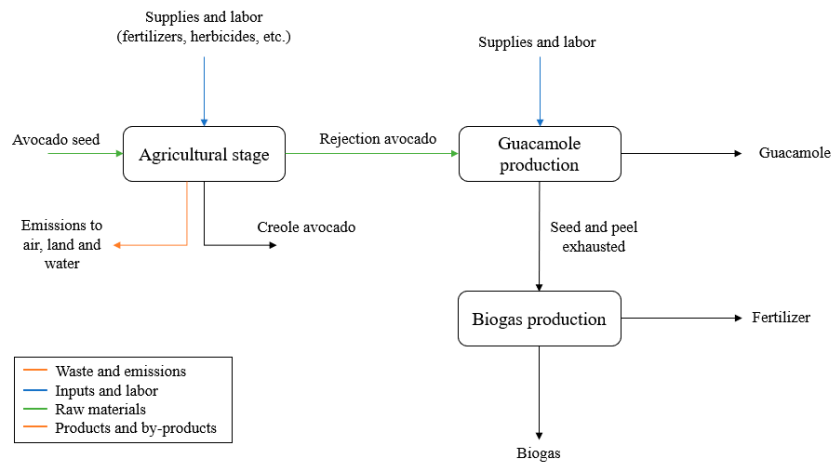 Supplies and labor
(fertilizers, herbicides, etc.)
Supplies and labor
Avocado seed
Agricultural stage
Rejection avocado
Guacamole
production
Guacamole
Emissions to
air, land and
water
Creole avocado
Seed and peel
exhausted
Biogas production
Fertilizer
Waste and emissions
Inputs and labor
Raw materials
Products and by-products
Biogas